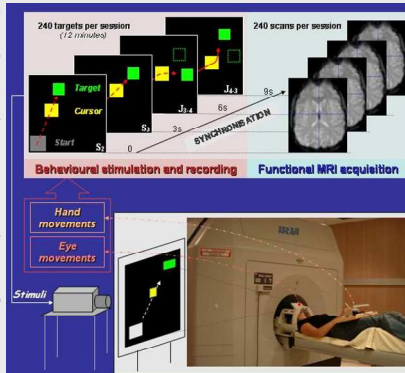 240 targets per session
(12 minutes)
240 scans per session
Target
Cursor
Start
S2
S3
J3-4
J4-3
0
3s
6s
9s
SYNCHRONISATION
Behavioural stimulation and recording
Functional MRI acquisition
Hand
movements
Eye
movements
Stimuli